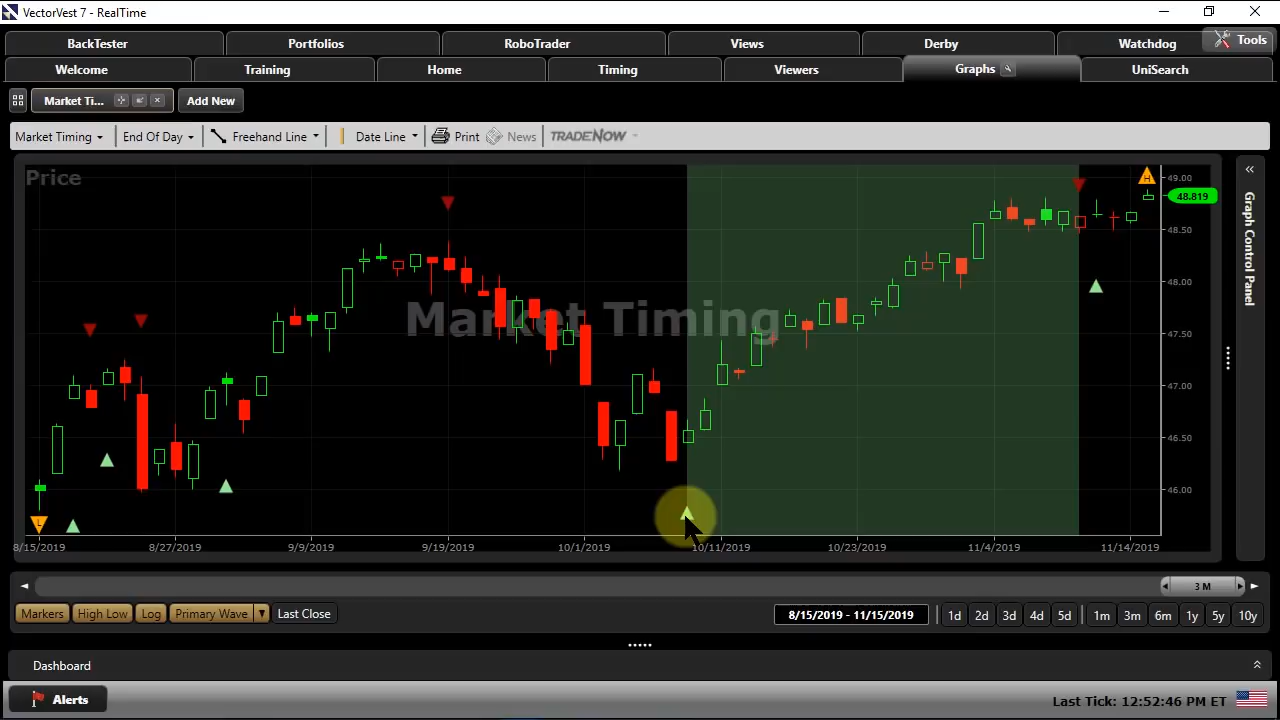 VectorVest 7 - RealTime
BackTester Portfolios RoboTrader Views Derby Watchdog Tools
Welcome Training Home Timing Viewers Graphs UniSearch
Market Ti... Add New
Market Timing End Of Day Freehand Line Date Line Print News TRADENOW
Price
H
49.00
48.819
48.50
48.00
47.50
47.00
46.50
46.00
Market Timing
L
8/15/2019 8/27/2019 9/9/2019 9/19/2019 10/1/2019 10/11/2019 10/23/2019 11/4/2019 11/14/2019
Graph Control Panel
3 M
Markers High Low Log Primary Wave Last Close 8/15/2019 - 11/15/2019 1d 2d 3d 4d 5d 1m 3m 6m 1y 5y 10y
Dashboard
Alerts Last Tick: 12:52:46 PM ET